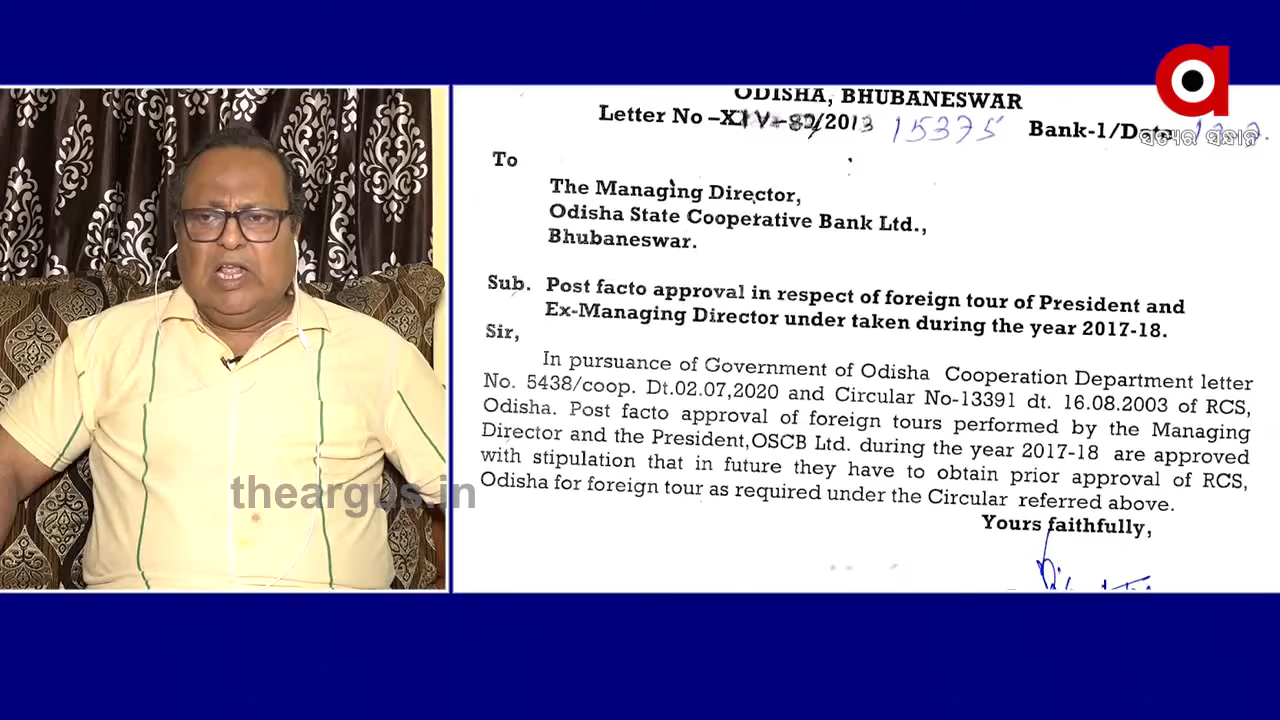 ODISHA, BHUBANESWAR
Letter No –XIV-82/2013 15375 Bank-1/Date
ସତ୍ୟର ସନ୍ଧାନ
To
The Managing Director,
Odisha State Cooperative Bank Ltd.,
Bhubaneswar.
Sub. Post facto approval in respect of foreign tour of President and
Ex-Managing Director under taken during the year 2017-18.
Sir,
In pursuance of Government of Odisha Cooperation Department letter
No. 5438/coop. Dt.02.07,2020 and Circular No-13391 dt. 16.08.2003 of RCS,
Odisha. Post facto approval of foreign tours performed by the Managing
Director and the President,OSCB Ltd. during the year 2017-18 are approved
with stipulation that in future they have to obtain prior approval of RCS,
Odisha for foreign tour as required under the Circular referred above.
Yours faithfully,
theargus.in